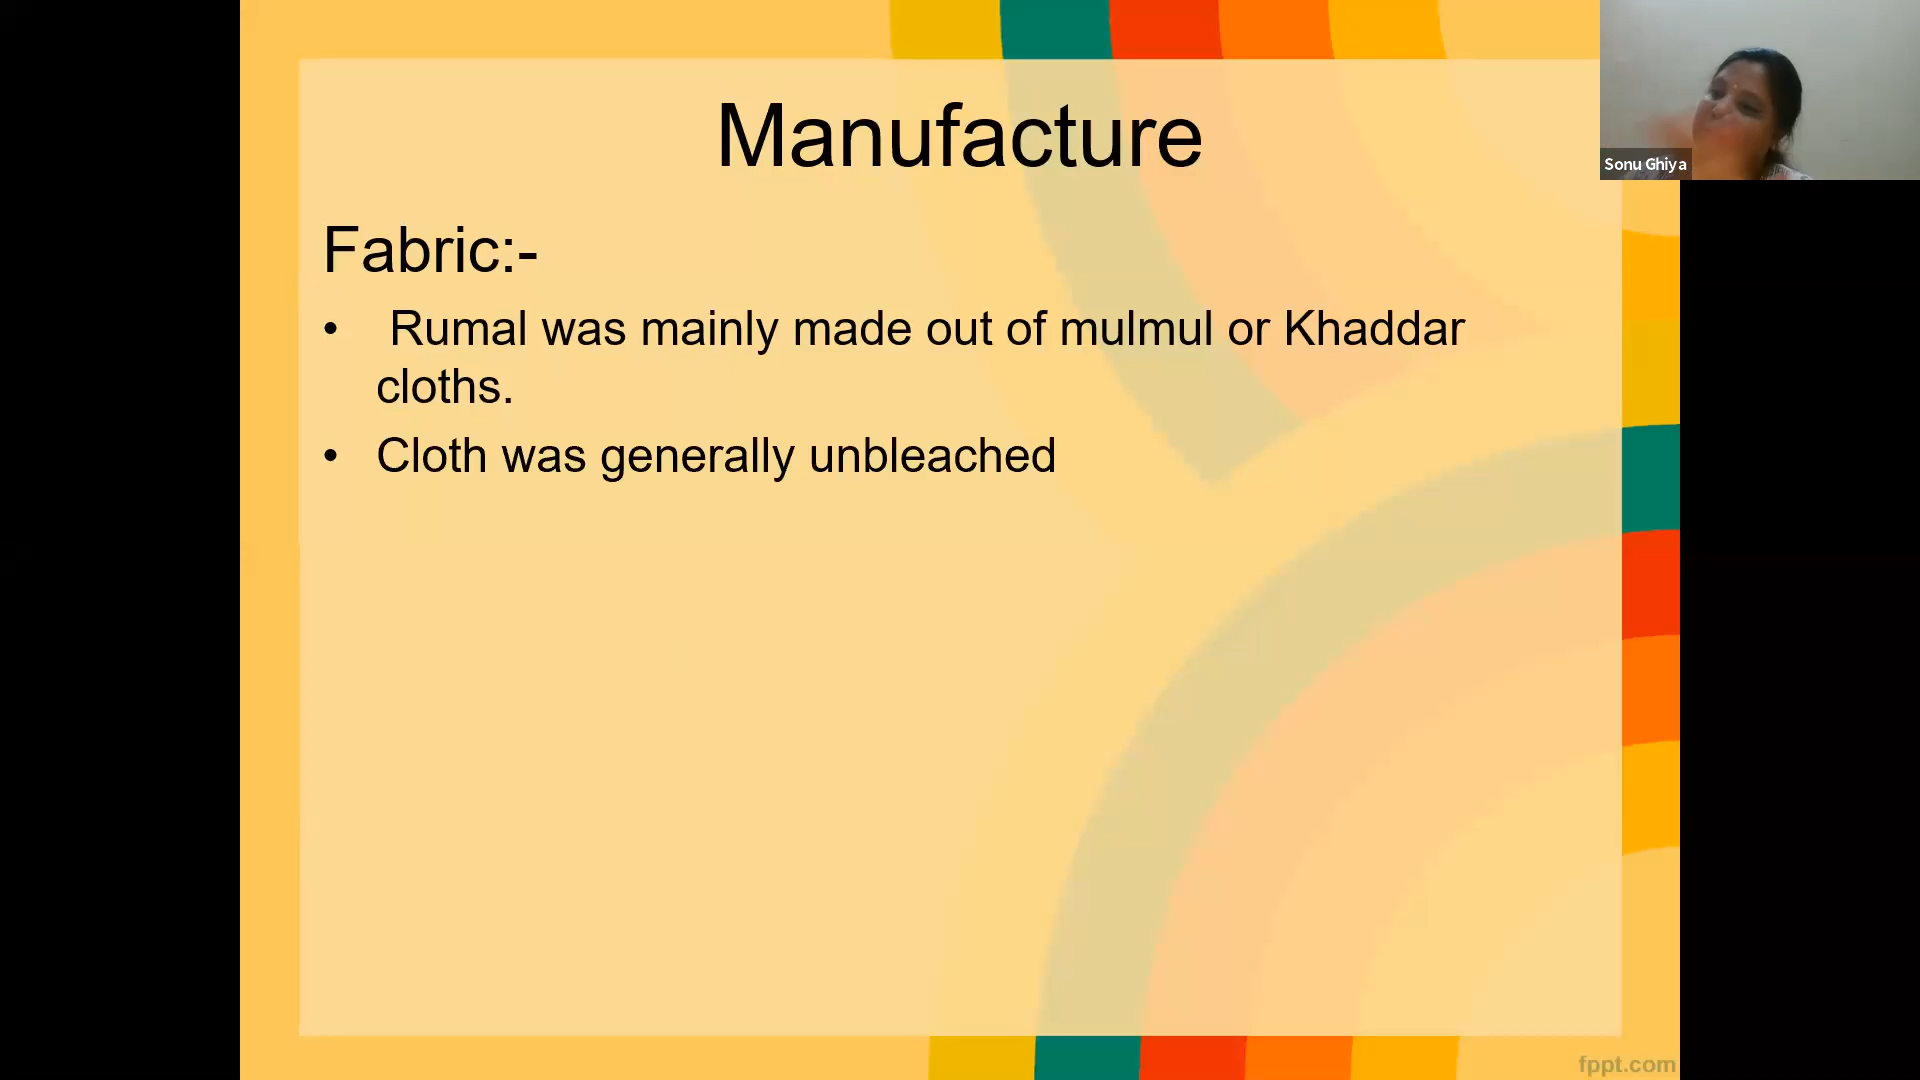 Manufacture
Sonu Ghiya
Fabric:-
• Rumal was mainly made out of mulmul or Khaddar
cloths.
• Cloth was generally unbleached
fppt.com